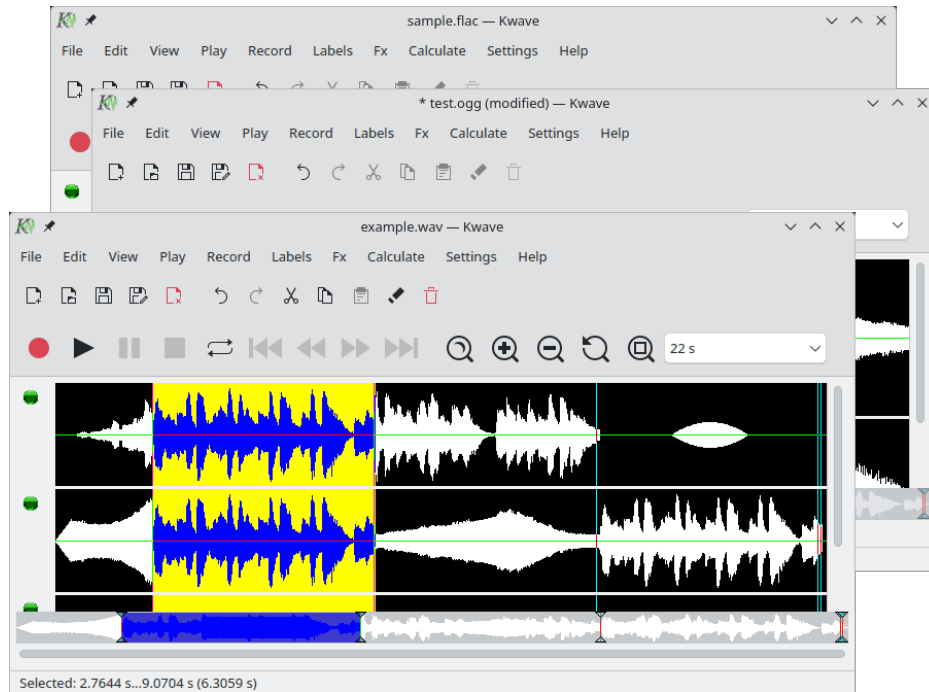 sample.flac — Kwave
File Edit View Play Record Labels Fx Calculate Settings Help
* test.ogg (modified) — Kwave
File Edit View Play Record Labels Fx Calculate Settings Help
example.wav — Kwave
File Edit View Play Record Labels Fx Calculate Settings Help
22 s
Selected: 2.7644 s...9.0704 s (6.3059 s)